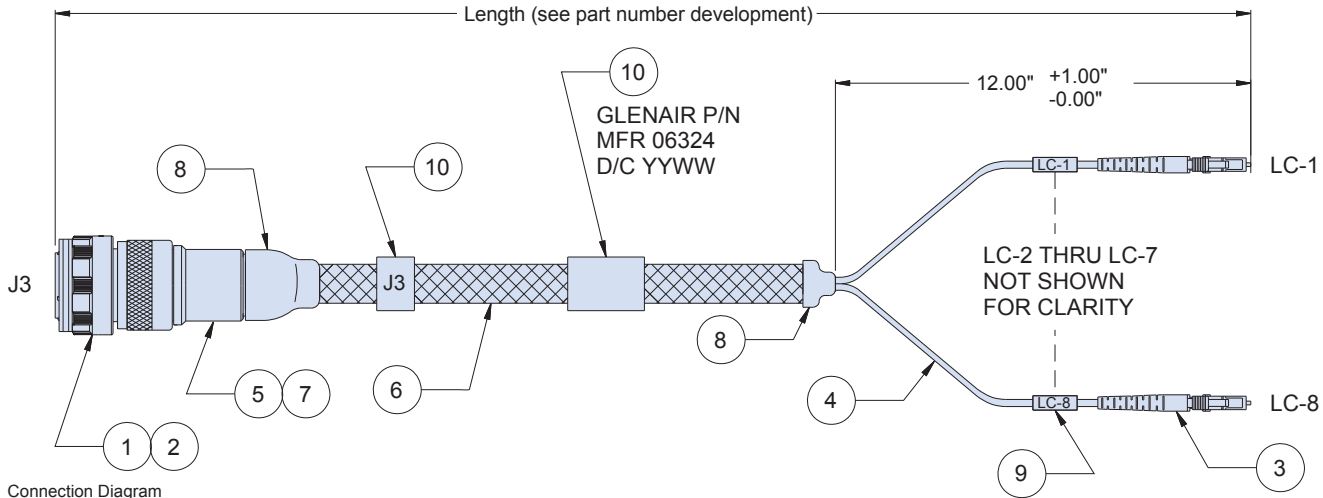 Length (see part number development)
12.00" +1.00"
-0.00"
10
GLENAIR P/N
MFR 06324
D/C YYWW
8
10
LC-1
LC-1
J3
J3
LC-2 THRU LC-7
NOT SHOWN
FOR CLARITY
8
5 7
6
4
LC-8
LC-8
1 2
9
3
Connection Diagram